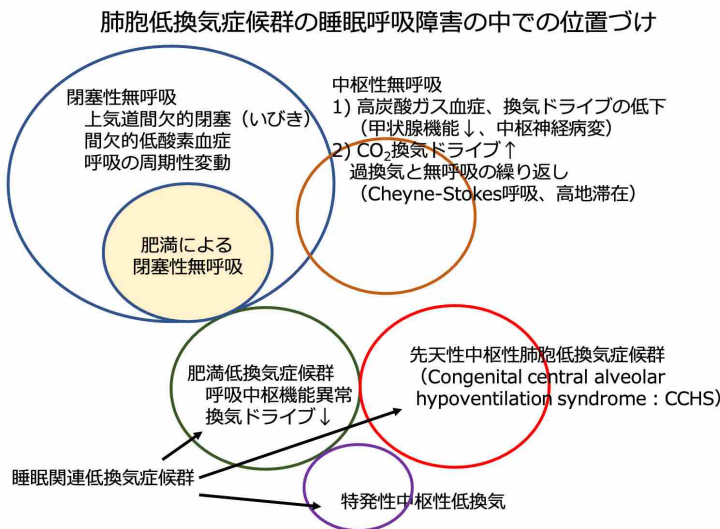 肺胞低換気症候群の睡眠呼吸障害の中での位置づけ
閉塞性無呼吸
上気道間欠的閉塞（いびき）
間欠的低酸素血症
呼吸の周期性変動
肥満による
閉塞性無呼吸
中枢性無呼吸
1) 高炭酸ガス血症、換気ドライブの低下
（甲状腺機能↓、中枢神経病変）
2) CO₂換気ドライブ↑
過換気と無呼吸の繰り返し
（Cheyne-Stokes呼吸、高地滞在）
肥満低換気症候群
呼吸中枢機能異常
換気ドライブ↓
先天性中枢性肺胞低換気症候群
（Congenital central alveolar
hypoventilation syndrome：CCHS）
睡眠関連低換気症候群
特発性中枢性低換気